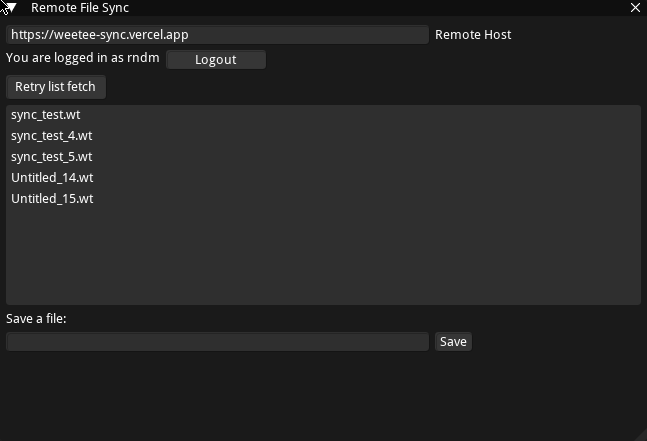 Remote File Sync
https://weetee-sync.vercel.app Remote Host
You are logged in as rndm Logout
Retry list fetch
sync_test.wt
sync_test_4.wt
sync_test_5.wt
Untitled_14.wt
Untitled_15.wt
Save a file:
Save